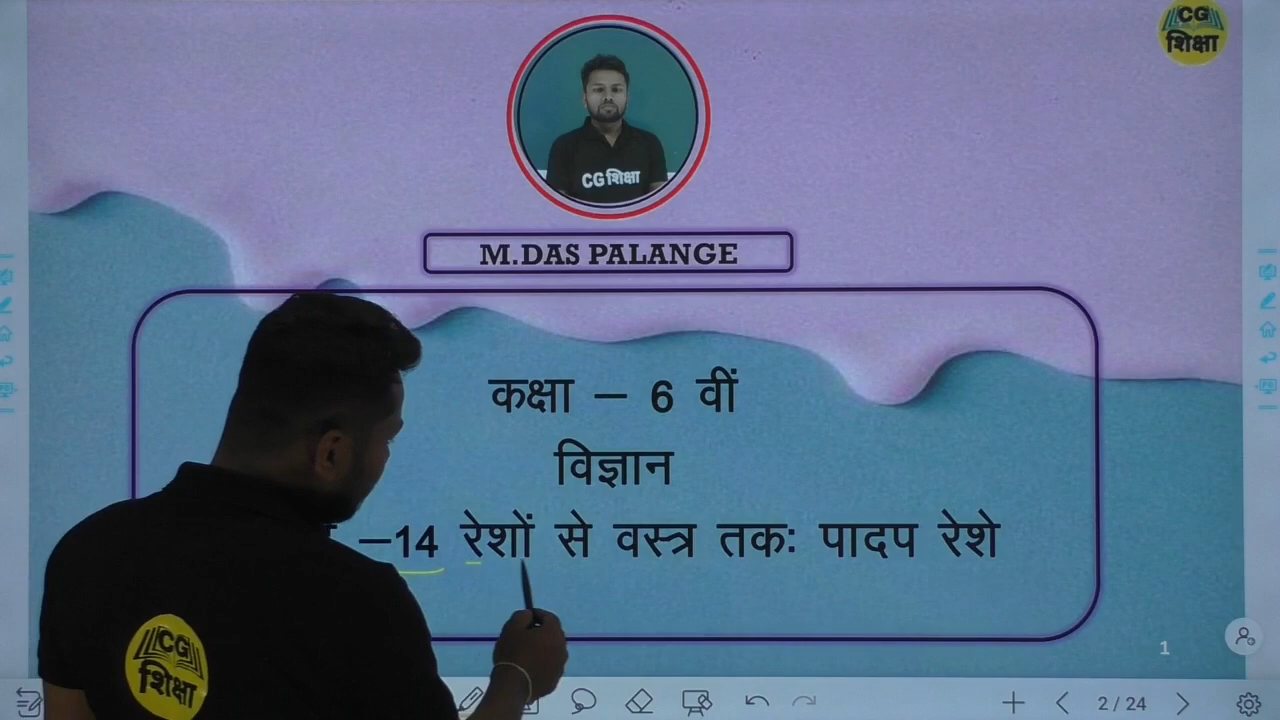 CG
शिक्षा
CG शिक्षा
M.DAS PALANGE
कक्षा – 6 वीं
विज्ञान
–14 रेशों से वस्त्र तकः पादप रेशे
CG
शिक्षा
1
2 / 24